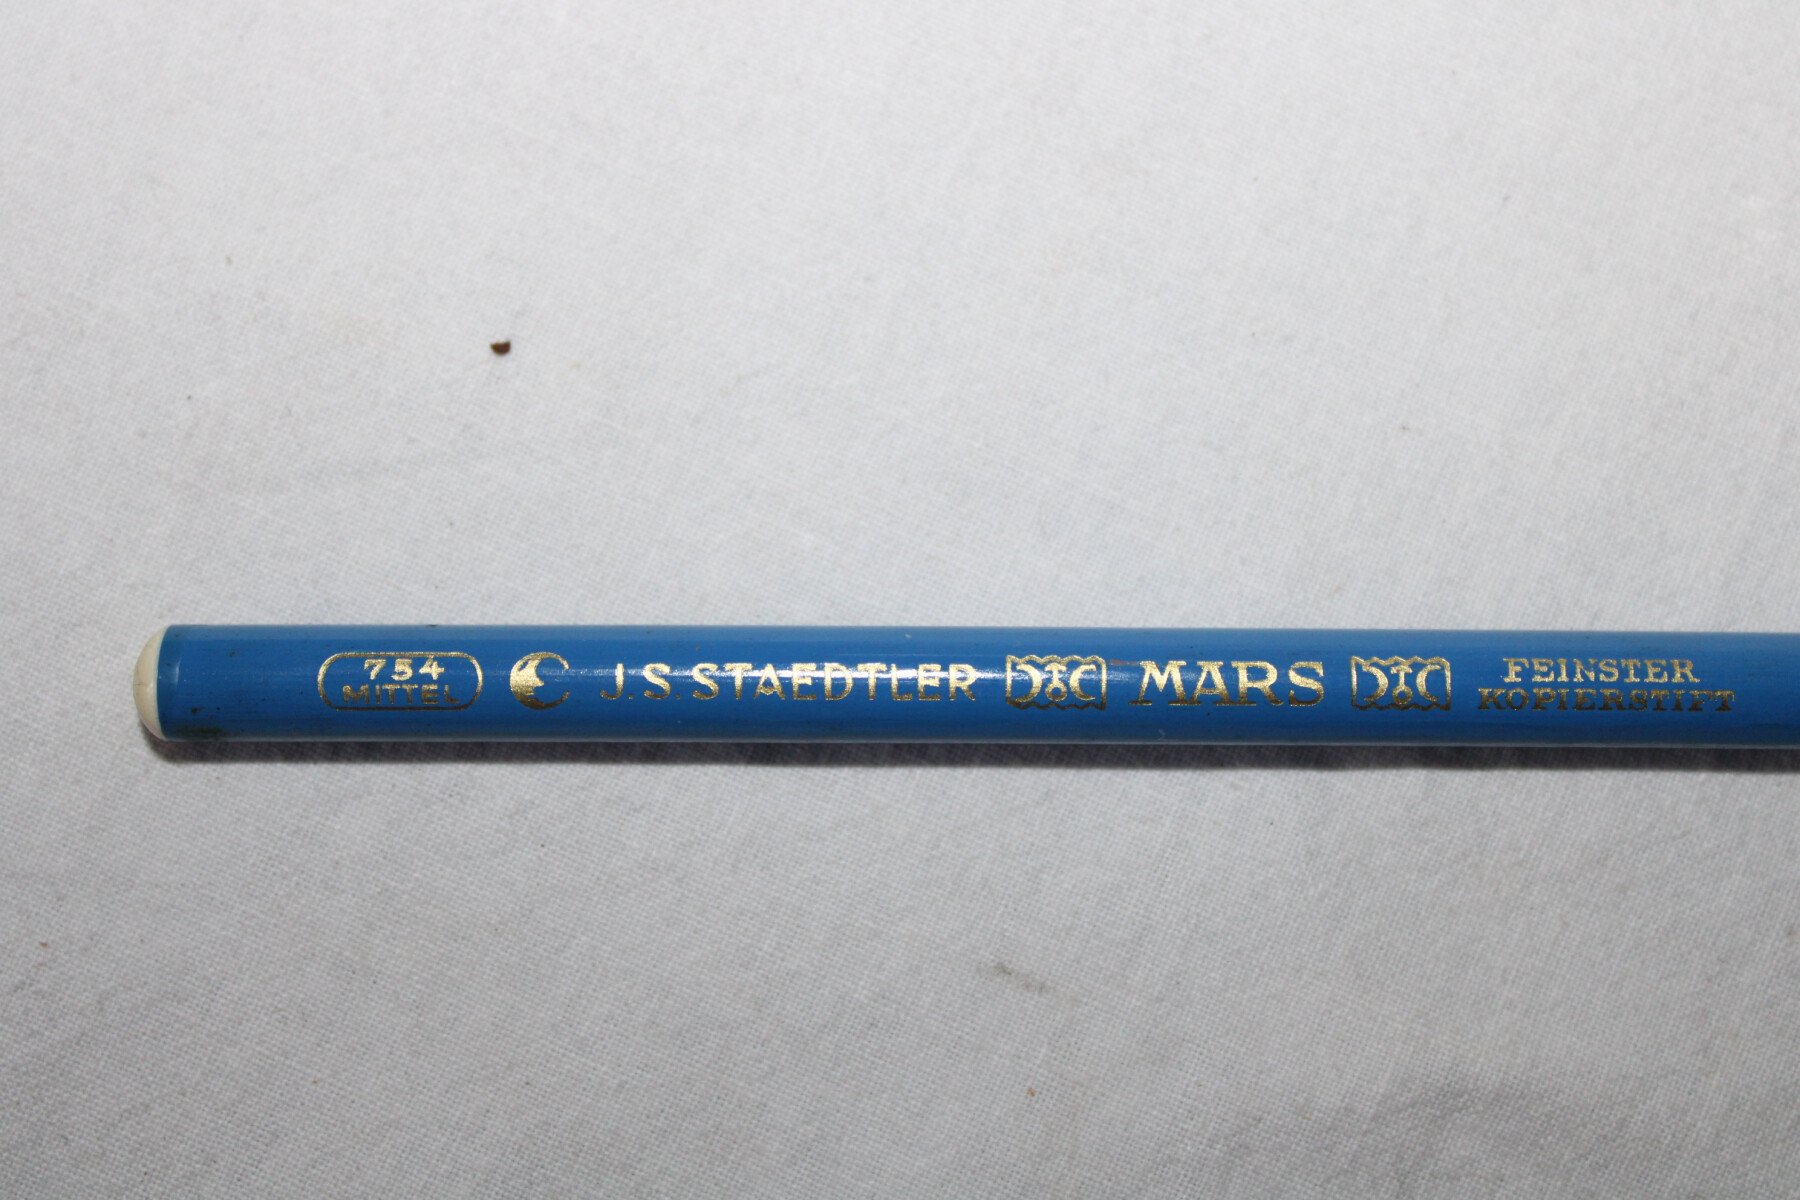 754
MITTEL
J.S. STAEDTLER
MARS
FEINSTER
KOPIERSTIFT